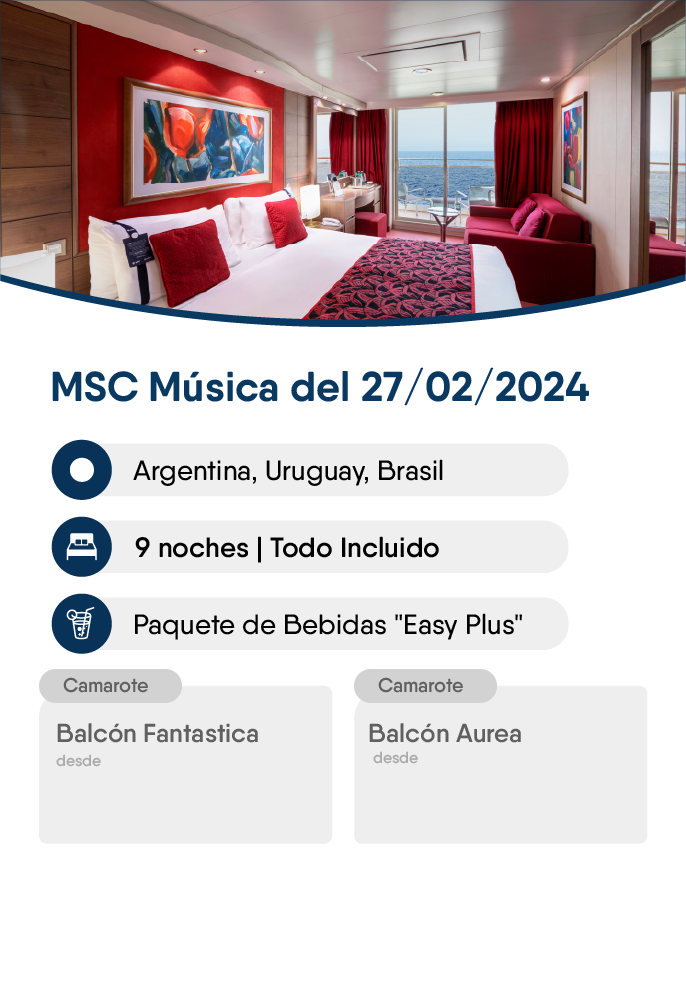 MSC Música del 27/02/2024
Argentina, Uruguay, Brasil
9 noches | Todo Incluido
Paquete de Bebidas "Easy Plus"
Camarote
Balcón Fantastica
desde
Camarote
Balcón Aurea
desde